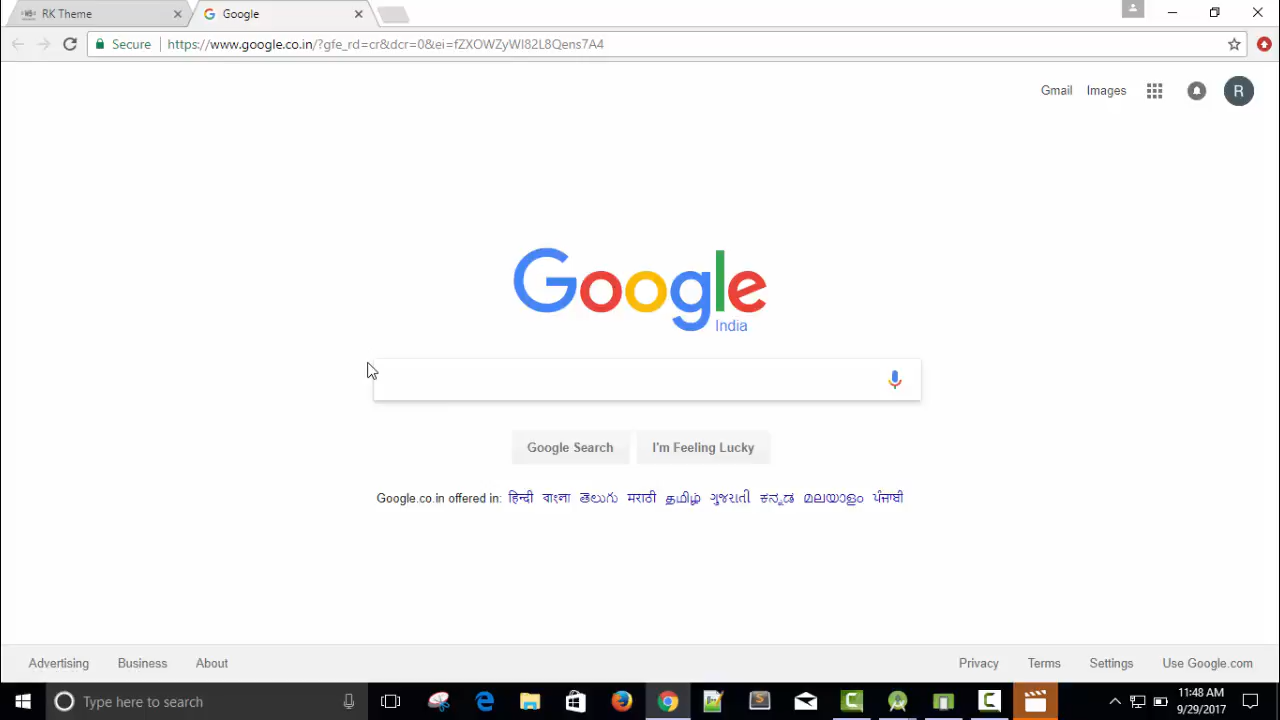 RK Theme
Google
Secure
https://www.google.co.in/?gfe_rd=cr&dcr=0&ei=fZXOWZyWI82L8Qens7A4
Gmail Images
R
Google
India
Google Search I'm Feeling Lucky
Google.co.in offered in: हिन्दी বাংলা తెలుగు मराठी தமிழ் ગુજરાતી ಕನ್ನಡ മലയാളം ਪੰਜਾਬੀ
Advertising Business About Privacy Terms Settings Use Google.com
Type here to search
11:48 AM
9/29/2017